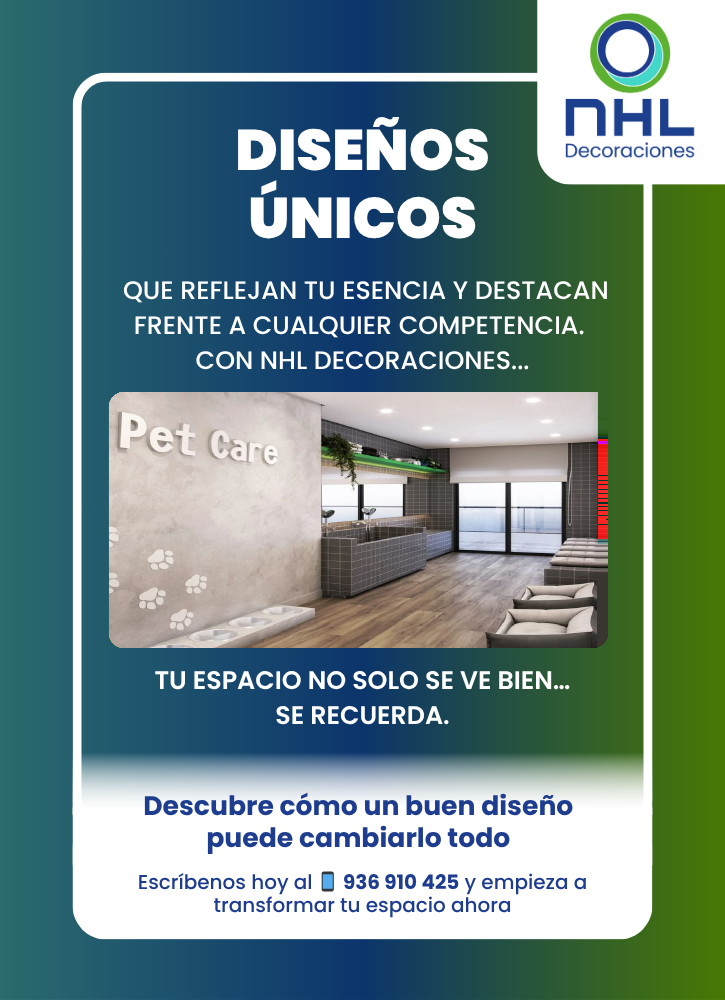 NHL
Decoraciones
DISEÑOS
ÚNICOS
QUE REFLEJAN TU ESENCIA Y DESTACAN
FRENTE A CUALQUIER COMPETENCIA.
CON NHL DECORACIONES...
Pet Care
TU ESPACIO NO SOLO SE VE BIEN...
SE RECUERDA.
Descubre cómo un buen diseño
puede cambiarlo todo
Escríbenos hoy al 📱 936 910 425 y empieza a
transformar tu espacio ahora